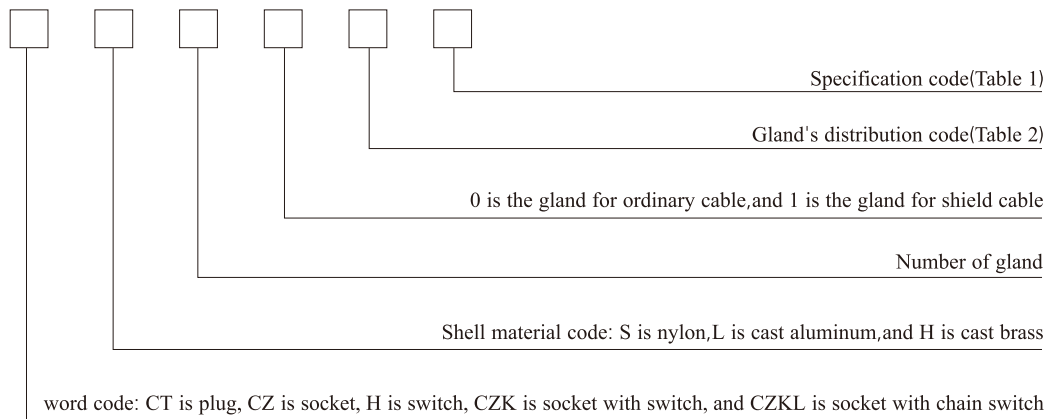 Specification code(Table 1)
Gland's distribution code(Table 2)
0 is the gland for ordinary cable,and 1 is the gland for shield cable
Number of gland
Shell material code: S is nylon,L is cast aluminum,and H is cast brass
word code: CT is plug, CZ is socket, H is switch, CZK is socket with switch, and CZKL is socket with chain switch